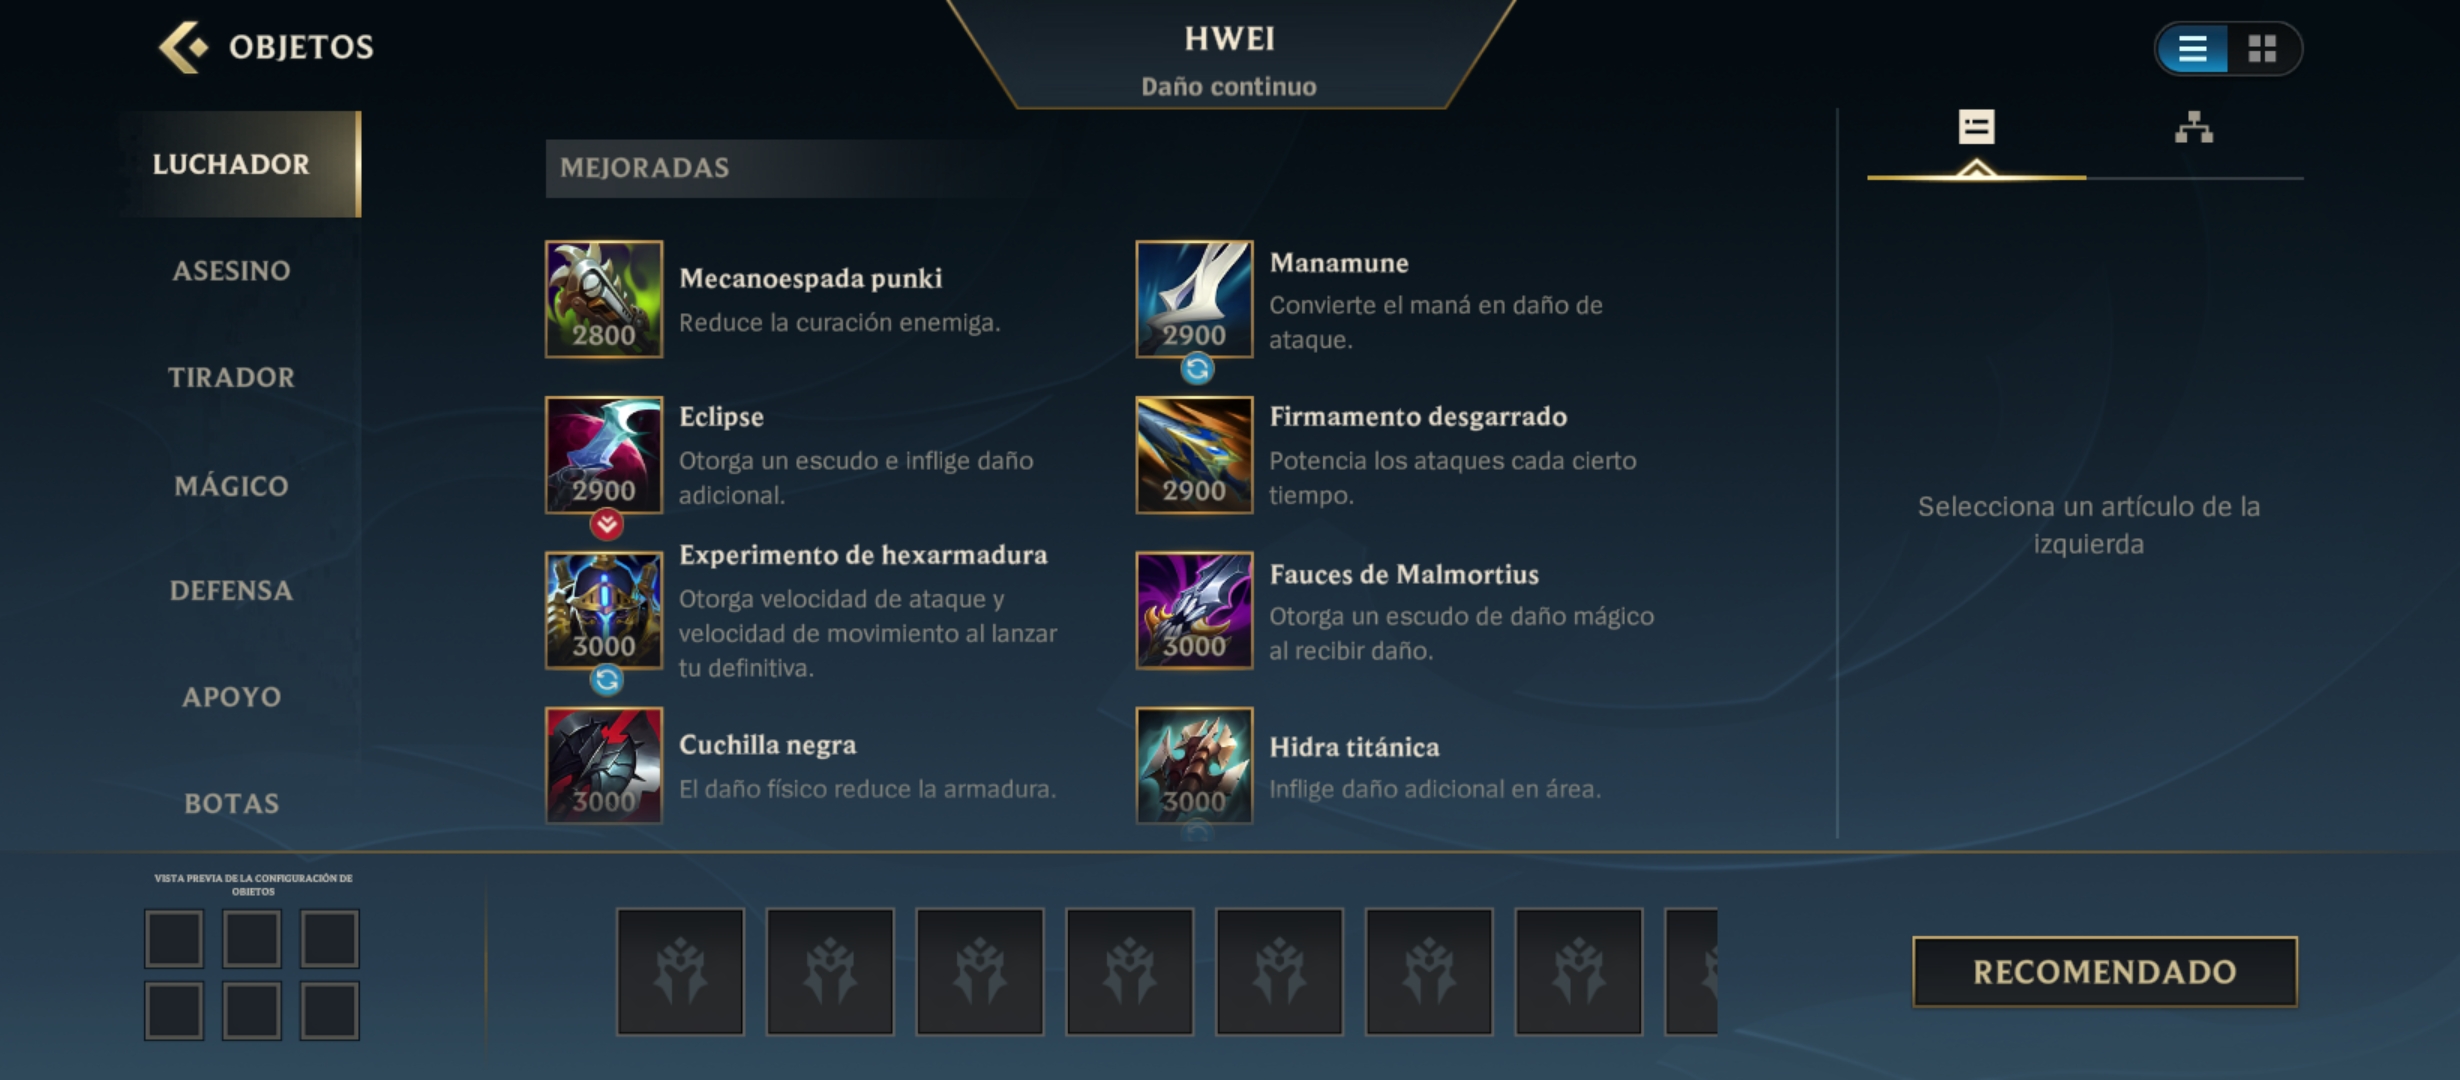 OBJETOS
HWEI
Daño continuo
LUCHADOR
ASESINO
TIRADOR
MÁGICO
DEFENSA
APOYO
BOTAS
MEJORADAS
2800
Mecanoespada punki
Reduce la curación enemiga.
2900
Manamune
Convierte el maná en daño de
ataque.
2900
Eclipse
Otorga un escudo e inflige daño
adicional.
2900
Firmamento desgarrado
Potencia los ataques cada cierto
tiempo.
3000
Experimento de hexarmadura
Otorga velocidad de ataque y
velocidad de movimiento al lanzar
tu definitiva.
3000
Fauces de Malmortius
Otorga un escudo de daño mágico
al recibir daño.
3000
Cuchilla negra
El daño físico reduce la armadura.
3000
Hidra titánica
Inflige daño adicional en área.
Selecciona un artículo de la
izquierda
VISTA PREVIA DE LA CONFIGURACIÓN DE
OBJETOS
RECOMENDADO